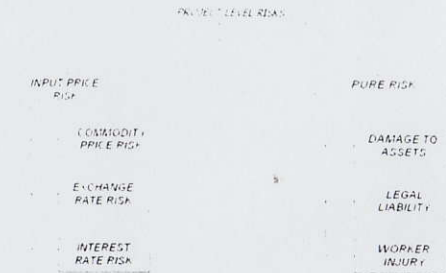 PROJECT LEVEL RISKS
INPUT PRICE
RISK
PURE RISK
COMMODITY
PRICE RISK
DAMAGE TO
ASSETS
EXCHANGE
RATE RISK
LEGAL
LIABILITY
INTEREST
RATE RISK
WORKER
INJURY